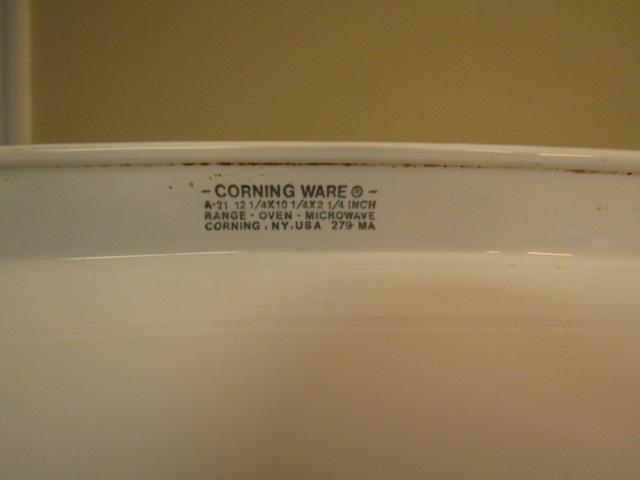 - CORNING WARE ® -
A-21 12 1/4X10 1/4X2 1/4 INCH
RANGE - OVEN - MICROWAVE
CORNING, NY, USA 279 MA